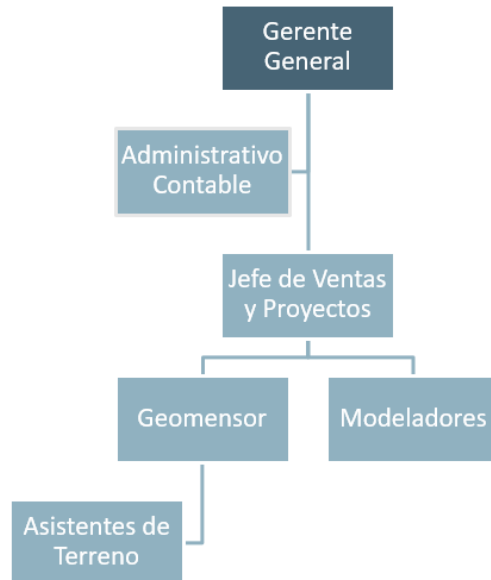 Gerente
General
Administrativo
Contable
Jefe de Ventas
y Proyectos
Geomensor
Modeladores
Asistentes de
Terreno